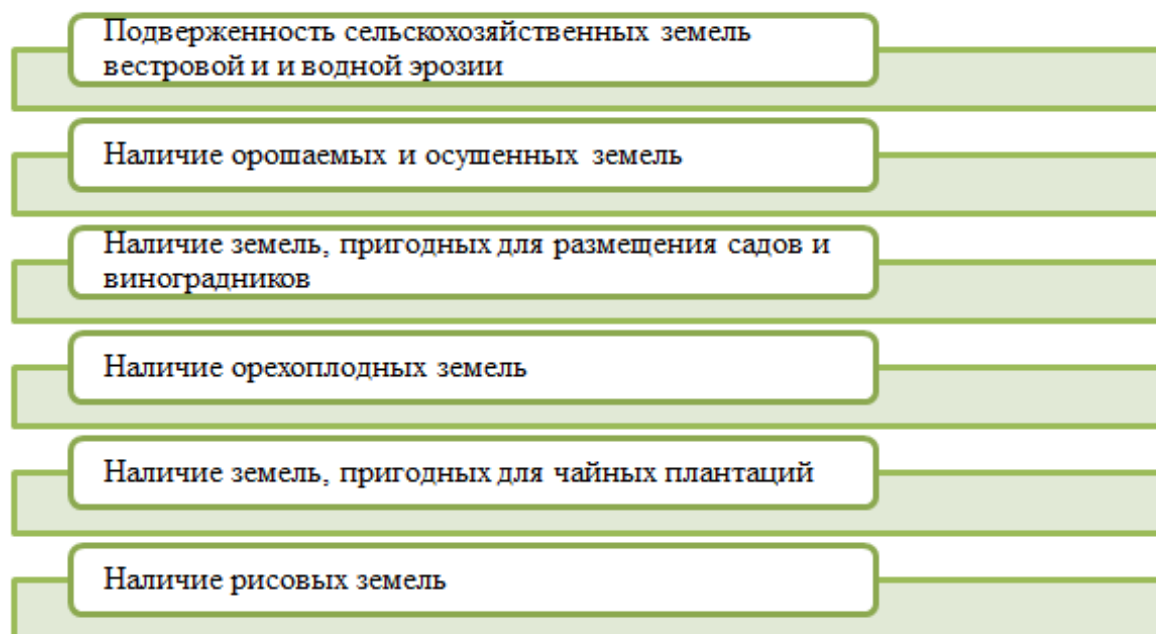 Подверженность сельскохозяйственных земель
вестровой и и водной эрозии
Наличие орошаемых и осушенных земель
Наличие земель, пригодных для размещения садов и
виноградников
Наличие орехоплодных земель
Наличие земель, пригодных для чайных плантаций
Наличие рисовых земель